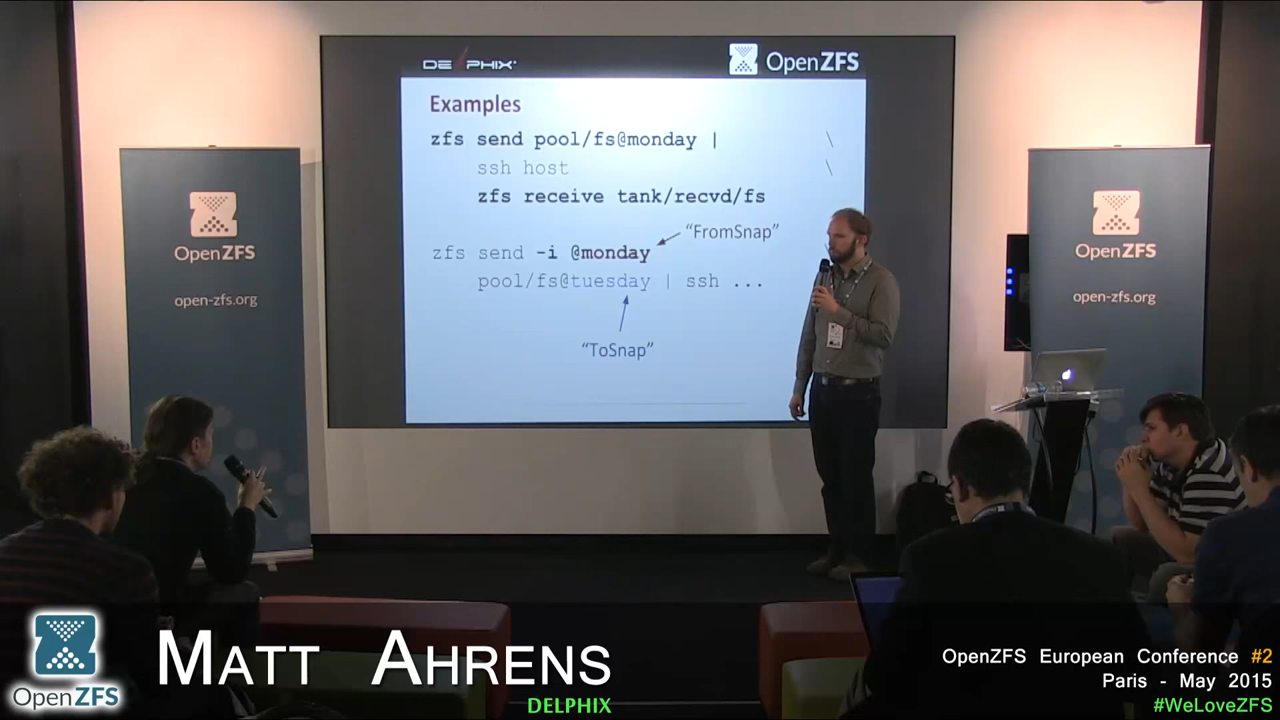 DELPHIX
OpenZFS
Examples
zfs send pool/fs@monday | \
ssh host \
zfs receive tank/recvd/fs
"FromSnap"
zfs send -i @monday
pool/fs@tuesday | ssh ...
"ToSnap"
OpenZFS
open-zfs.org
OpenZFS
open-zfs.org
OpenZFS
MATT AHRENS
DELPHIX
OpenZFS European Conference #2
Paris - May 2015
#WeLoveZFS